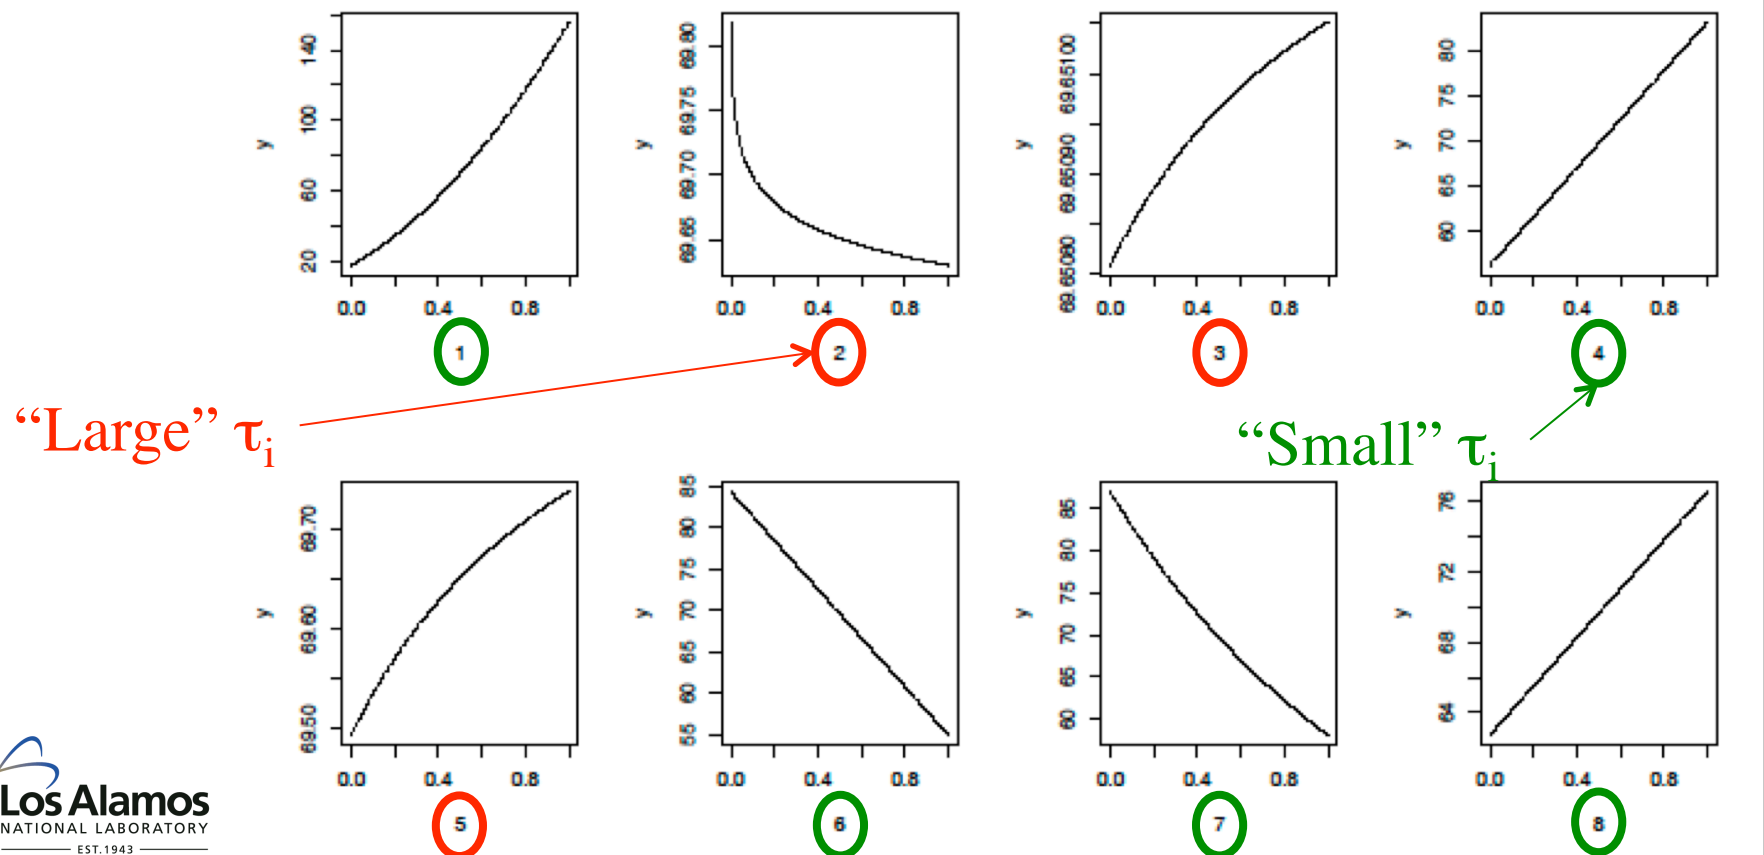 140
100
60
20
y
0.0 0.4 0.8
1
69.80
69.75
69.70
69.65
y
0.0 0.4 0.8
2
69.65100
69.65090
69.65080
y
0.0 0.4 0.8
3
80
75
70
65
60
y
0.0 0.4 0.8
4
“Large” τi
“Small” τi
69.70
69.60
69.50
y
0.0 0.4 0.8
5
85
80
75
70
65
60
55
y
0.0 0.4 0.8
6
85
80
75
70
65
60
y
0.0 0.4 0.8
7
76
72
68
64
y
0.0 0.4 0.8
8
Los Alamos
NATIONAL LABORATORY
EST.1943